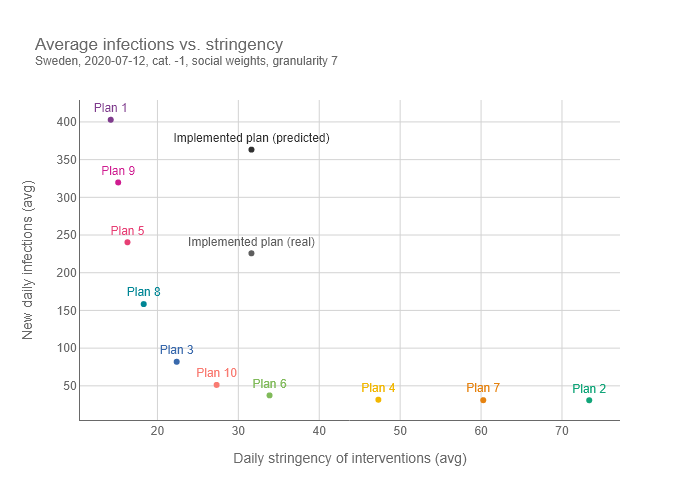 Average infections vs. stringency
Sweden, 2020-07-12, cat. -1, social weights, granularity 7
New daily infections (avg)
400
350
300
250
200
150
100
50
Plan 1
Implemented plan (predicted)
Plan 9
Plan 5
Implemented plan (real)
Plan 8
Plan 3
Plan 10
Plan 6
Plan 4
Plan 7
Plan 2
20
30
40
50
60
70
Daily stringency of interventions (avg)